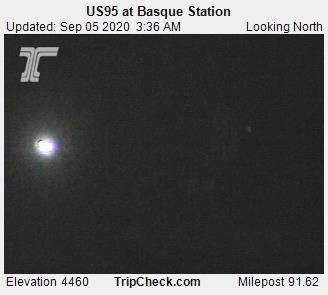 US95 at Basque Station
Updated: Sep 05 2020 3:36 AM Looking North
Elevation 4460 TripCheck.com Milepost 91.62